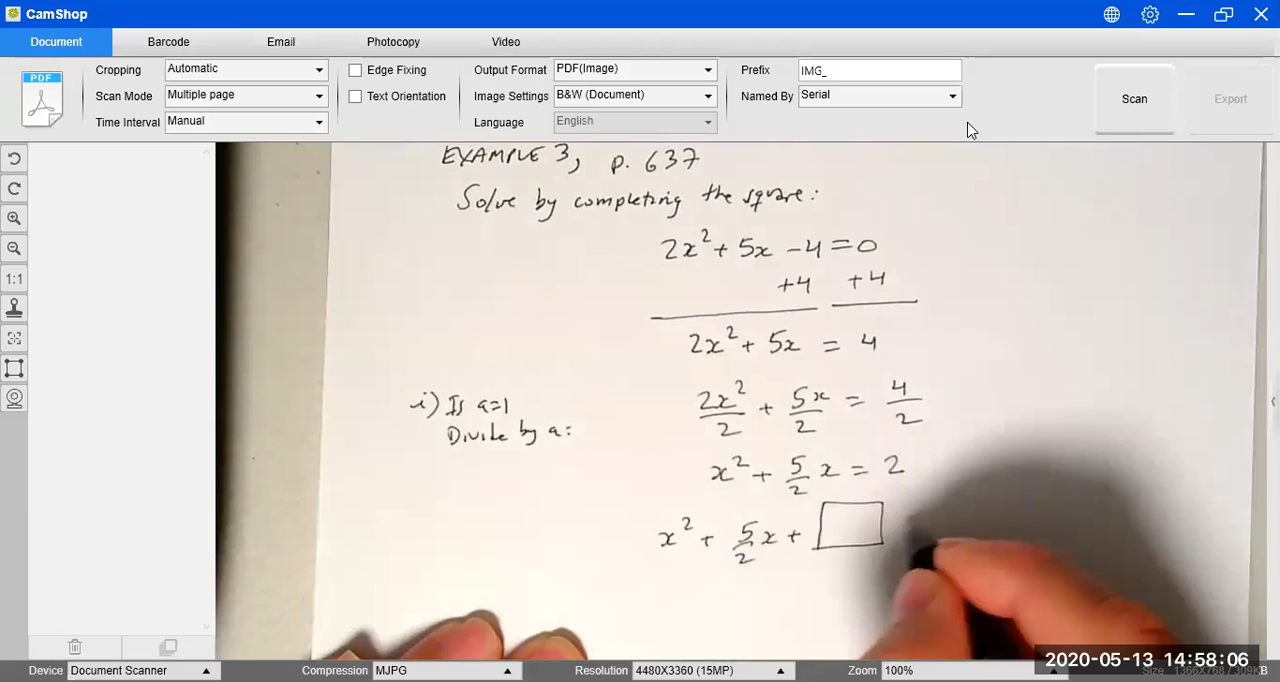 CamShop
Document Barcode Email Photocopy Video
PDF
Cropping Automatic Edge Fixing Output Format PDF(Image) Prefix IMG_
Scan Mode Multiple page Text Orientation Image Settings B&W (Document) Named By Serial Scan Export
Time Interval Manual Language English
1:1
EXAMPLE 3, p. 637
Solve by completing the square:
2x² + 5x - 4 = 0
+4 +4
2x² + 5x = 4
i) Is a=1
Divide by a:
2x²/2 + 5x/2 = 4/2
x² + 5/2 x = 2
x² + 5/2 x +
2020-05-13 14:58:06
Device Document Scanner Compression MJPG Resolution 4480X3360 (15MP) Zoom 100% Size: 1366X768 / 309KB